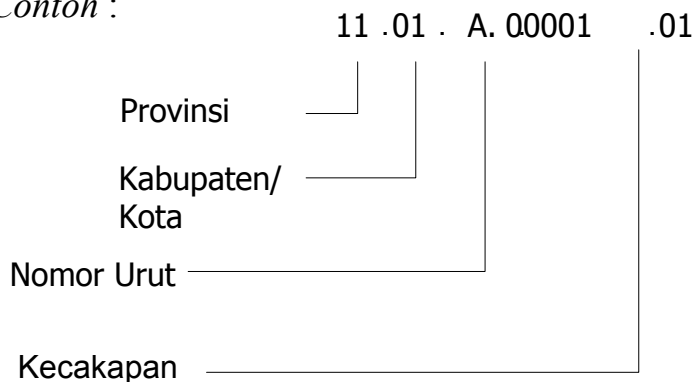 Contoh :
11 .01 . A. 00001 .01
Provinsi
Kabupaten/
Kota
Nomor Urut
Kecakapan